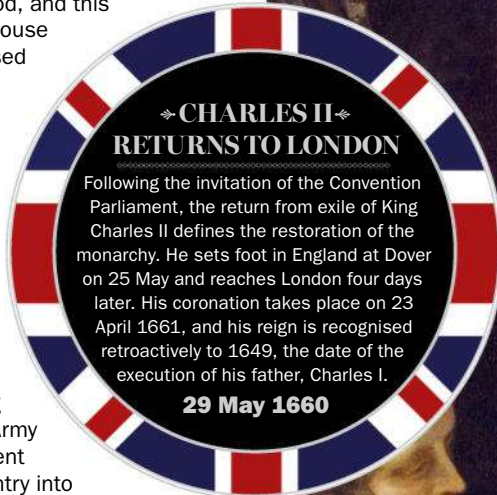 od, and this
ouse
sed
CHARLES II
RETURNS TO LONDON
Following the invitation of the Convention
Parliament, the return from exile of King
Charles II defines the restoration of the
monarchy. He sets foot in England at Dover
on 25 May and reaches London four days
later. His coronation takes place on 23
April 1661, and his reign is recognised
retroactively to 1649, the date of the
execution of his father, Charles I.
29 May 1660
Army
ent
ntry into